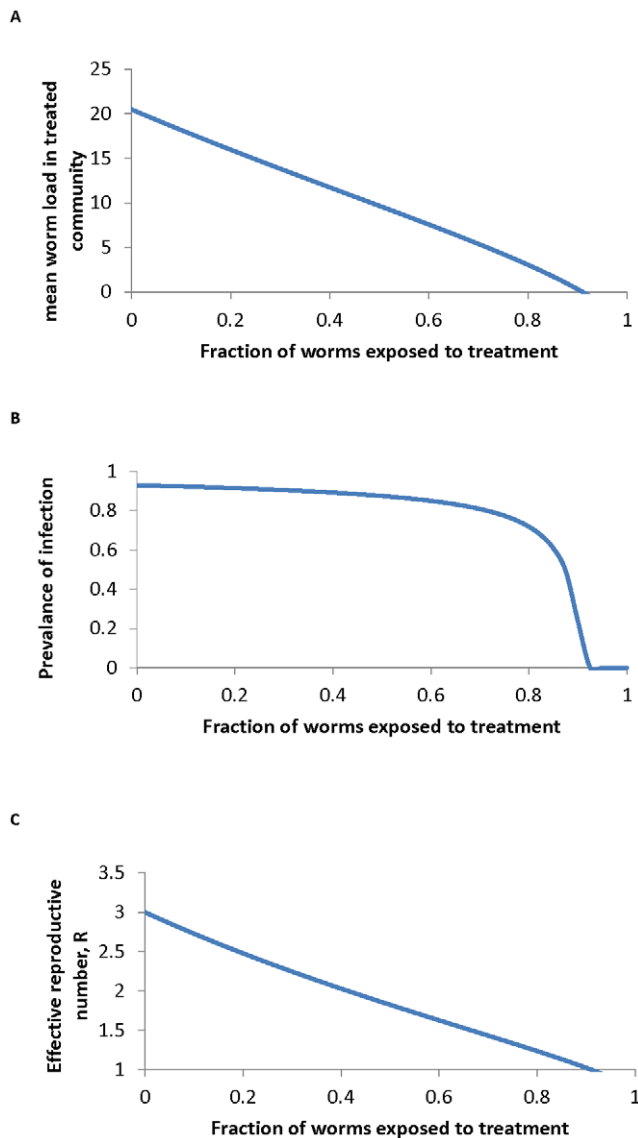 A
mean worm load in treated
community
25
20
15
10
5
0
0 0.2 0.4 0.6 0.8 1
Fraction of worms exposed to treatment
B
Prevalance of infection
1
0.8
0.6
0.4
0.2
0
0 0.2 0.4 0.6 0.8 1
Fraction of worms exposed to treatment
C
Effective reproductive
number, R
3.5
3
2.5
2
1.5
1
0 0.2 0.4 0.6 0.8 1
Fraction of worms exposed to treatment